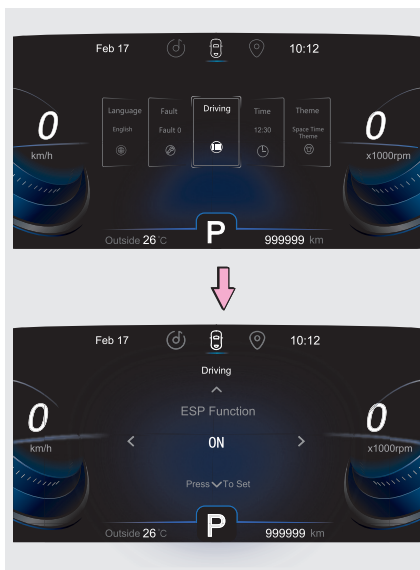 Feb 17 10:12
Language Fault Driving Time Theme
English Fault 0 12:30 Space Time
Theme
0 km/h
0 x1000rpm
Outside 26 °C P 999999 km
Feb 17 10:12
Driving
ESP Function
ON
Press To Set
0 km/h
0 x1000rpm
Outside 26 °C P 999999 km